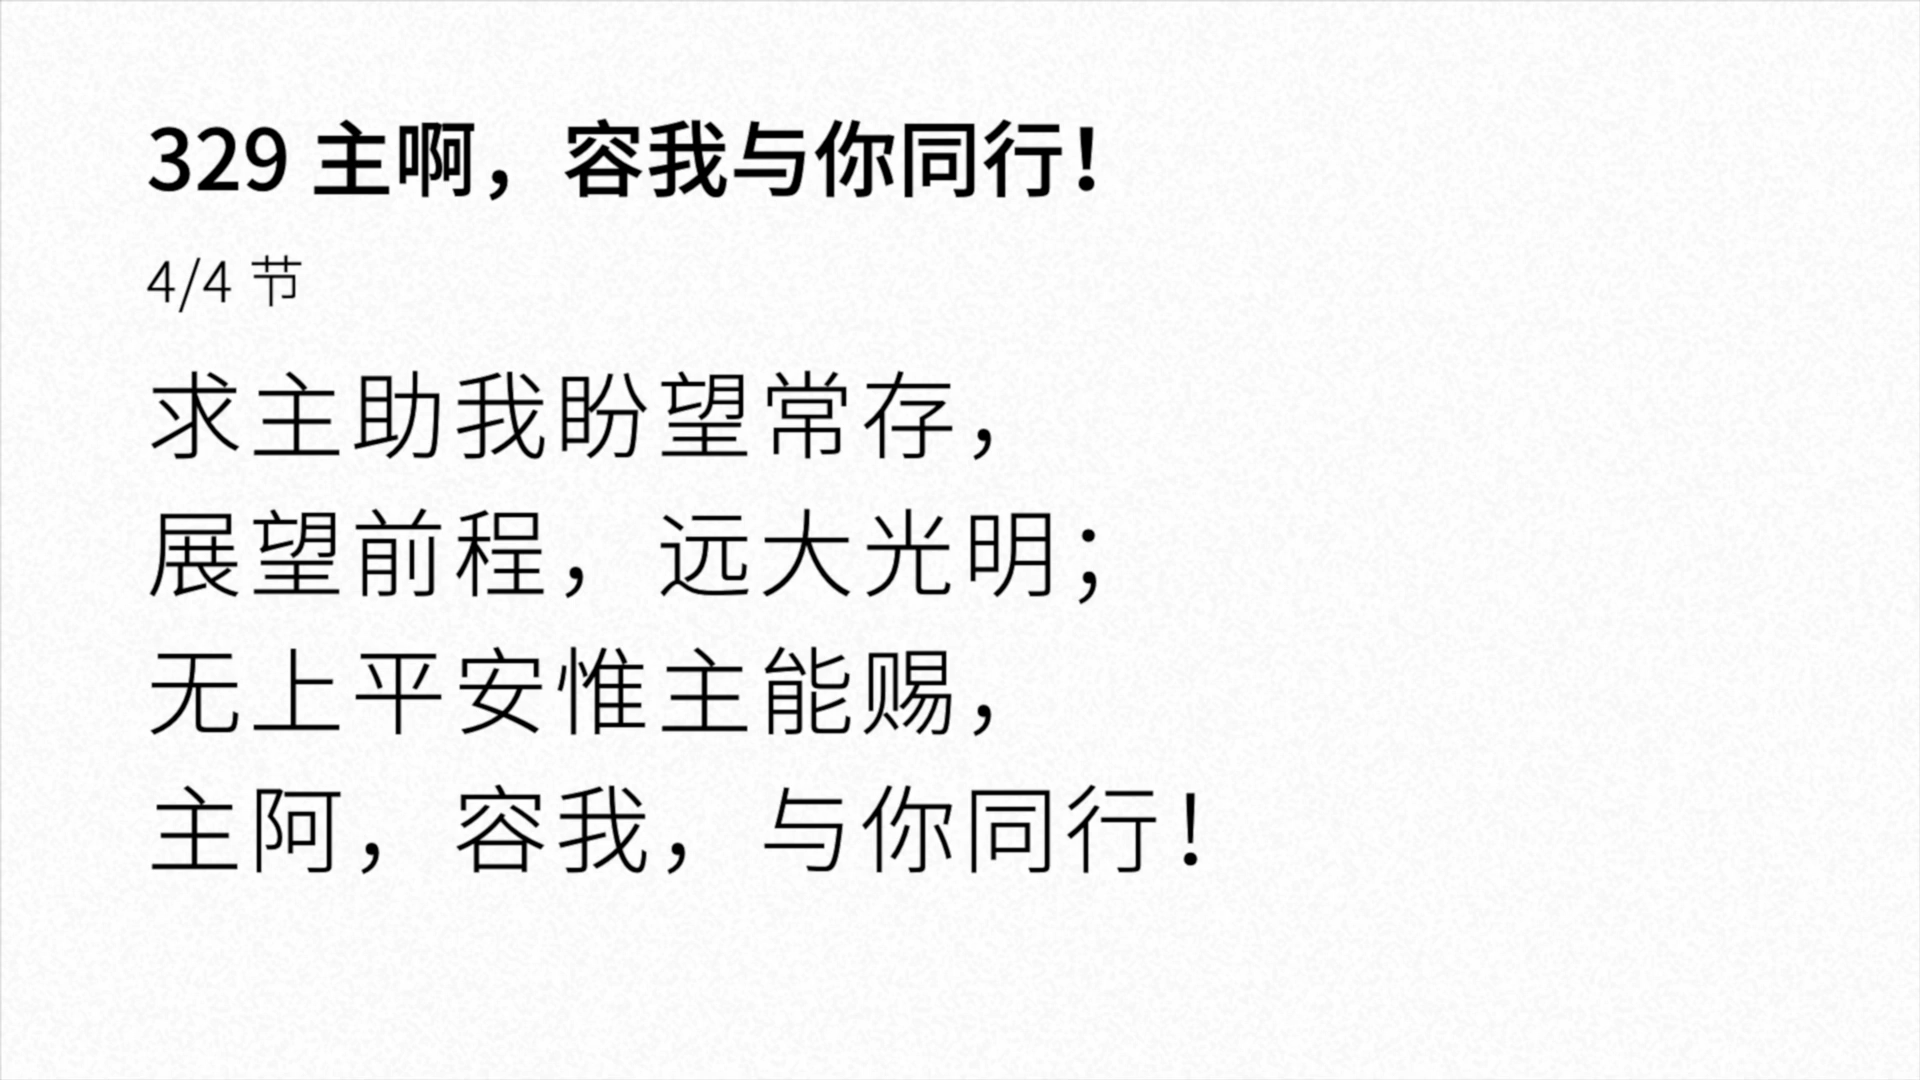 329 主啊，容我与你同行！
4/4 节
求主助我盼望常存，
展望前程，远大光明；
无上平安惟主能赐，
主阿，容我，与你同行！